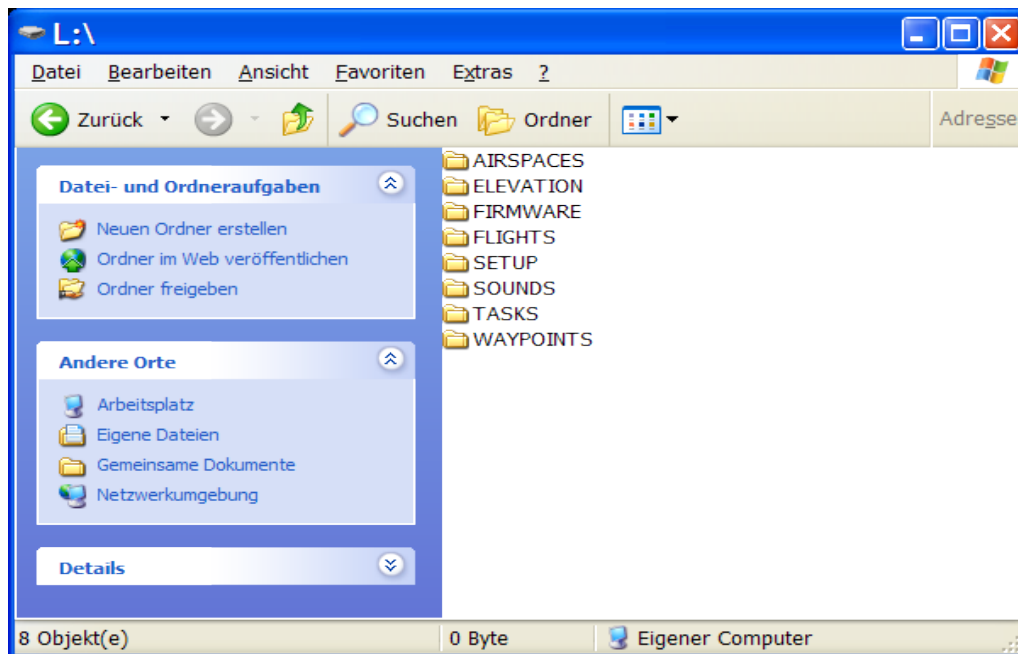 L:\
Datei Bearbeiten Ansicht Favoriten Extras ?
Zurück Suchen Ordner Adresse
Datei- und Ordneraufgaben
Neuen Ordner erstellen
Ordner im Web veröffentlichen
Ordner freigeben
Andere Orte
Arbeitsplatz
Eigene Dateien
Gemeinsame Dokumente
Netzwerkumgebung
Details
AIRSPACES
ELEVATION
FIRMWARE
FLIGHTS
SETUP
SOUNDS
TASKS
WAYPOINTS
8 Objekt(e) 0 Byte Eigener Computer